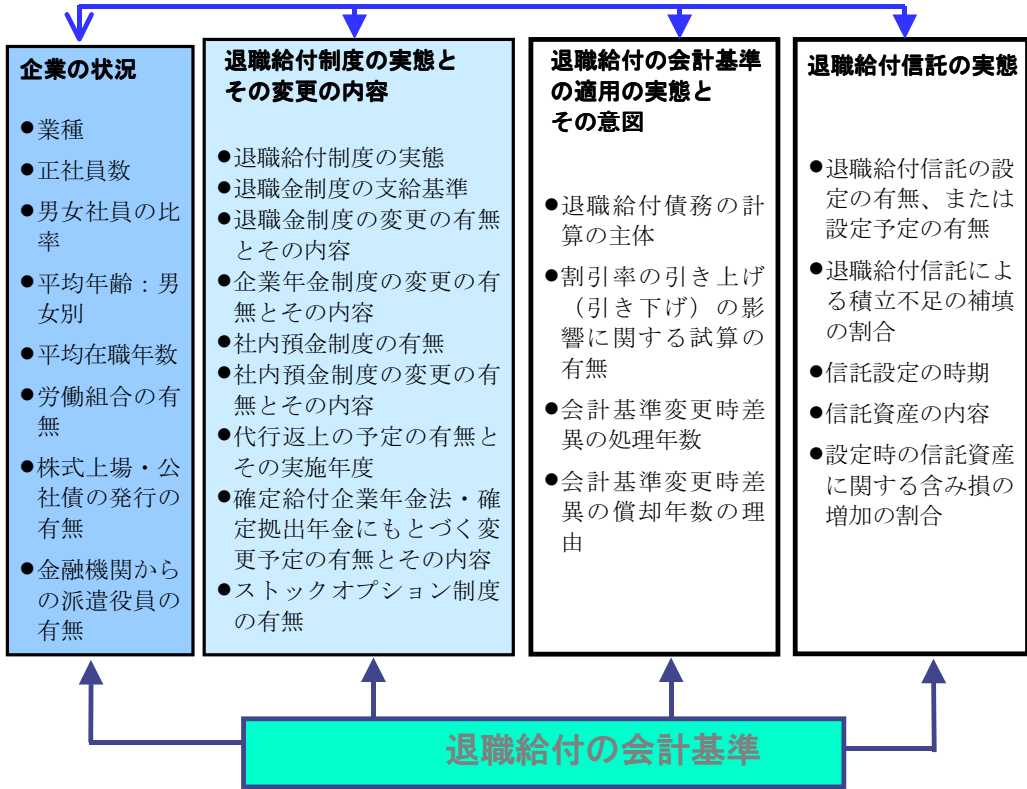 企業の状況
●業種
●正社員数
●男女社員の比
率
●平均年齢：男
女別
●平均在職年数
●労働組合の有
無
●株式上場・公
社債の発行の
有無
●金融機関から
の派遣役員の
有無
退職給付制度の実態と
その変更の内容
●退職給付制度の実態
●退職金制度の支給基準
●退職金制度の変更の有無
とその内容
●企業年金制度の変更の有
無とその内容
●社内預金制度の有無
●社内預金制度の変更の有
無とその内容
●代行返上の予定の有無と
その実施年度
●確定給付企業年金法・確
定拠出年金にもとづく変
更予定の有無とその内容
●ストックオプション制度
の有無
退職給付の会計基準
の適用の実態と
その意図
●退職給付債務の計
算の主体
●割引率の引き上げ
（引き下げ）の影
響に関する試算の
有無
●会計基準変更時差
異の処理年数
●会計基準変更時差
異の償却年数の理
由
退職給付信託の実態
●退職給付信託の設
定の有無、または
設定予定の有無
●退職給付信託によ
る積立不足の補填
の割合
●信託設定の時期
●信託資産の内容
●設定時の信託資産
に関する含み損の
増加の割合
退職給付の会計基準